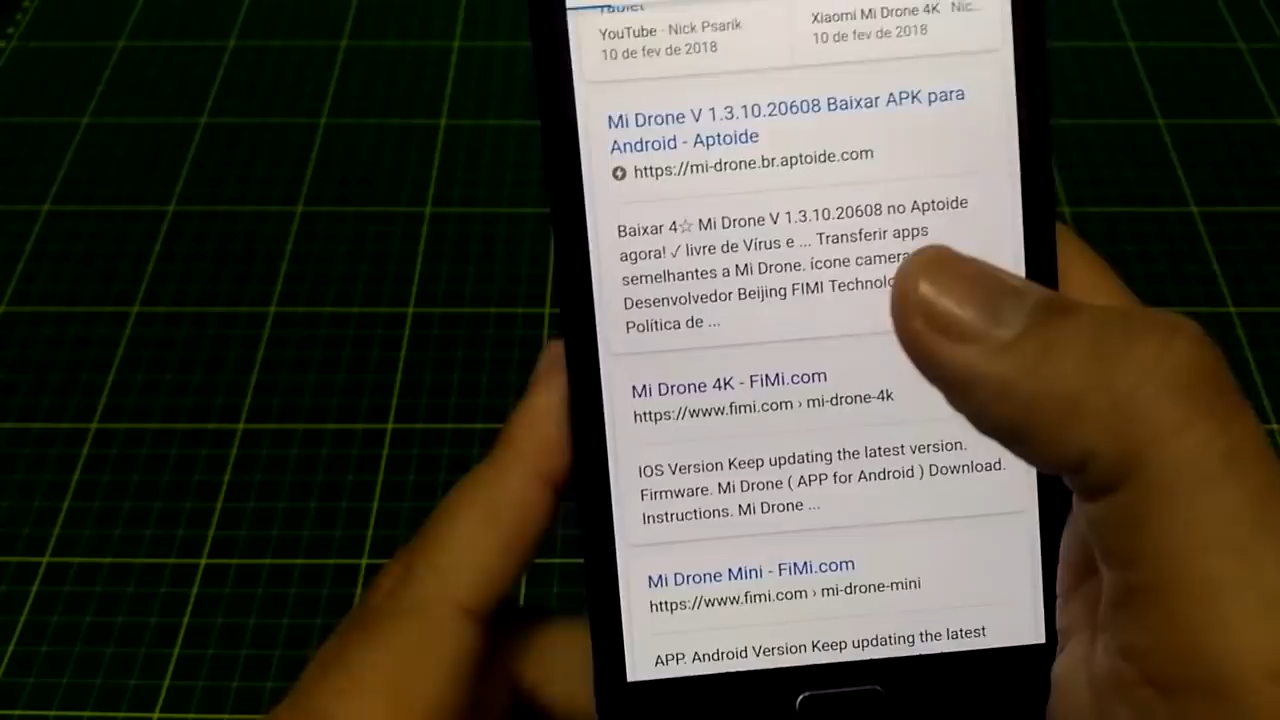 Tablet
YouTube · Nick Psarik
10 de fev de 2018
Xiaomi Mi Drone 4K Nic...
10 de fev de 2018
Mi Drone V 1.3.10.20608 Baixar APK para
Android - Aptoide
https://mi-drone.br.aptoide.com
Baixar 4☆ Mi Drone V 1.3.10.20608 no Aptoide
agora! ✓ livre de Vírus e ... Transferir apps
semelhantes a Mi Drone. ícone camera
Desenvolvedor Beijing FIMI Technolo
Política de ...
Mi Drone 4K - FiMi.com
https://www.fimi.com › mi-drone-4k
IOS Version Keep updating the latest version.
Firmware. Mi Drone ( APP for Android ) Download.
Instructions. Mi Drone ...
Mi Drone Mini - FiMi.com
https://www.fimi.com › mi-drone-mini
APP. Android Version Keep updating the latest